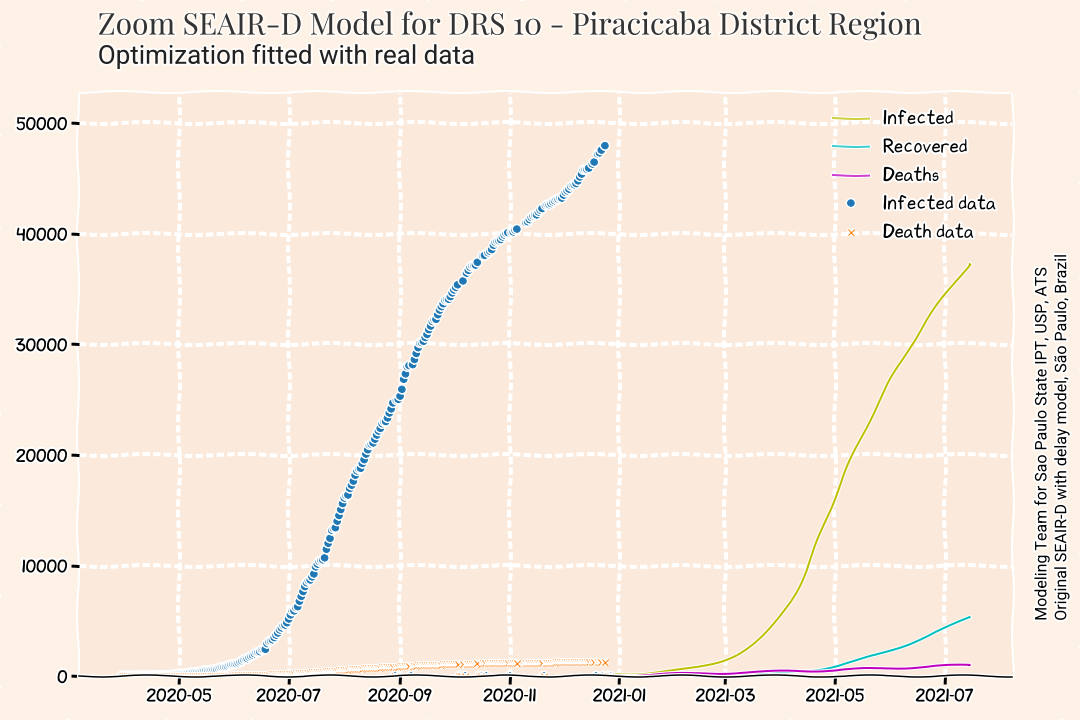 Zoom SEAIR-D Model for DRS 10 - Piracicaba District Region
Optimization fitted with real data
50000
40000
30000
20000
10000
0
2020-05
2020-07
2020-09
2020-11
2021-01
2021-03
2021-05
2021-07
Infected
Recovered
Deaths
Infected data
Death data
Modeling Team for Sao Paulo State IPT, USP, ATS
Original SEAIR-D with delay model, São Paulo, Brazil